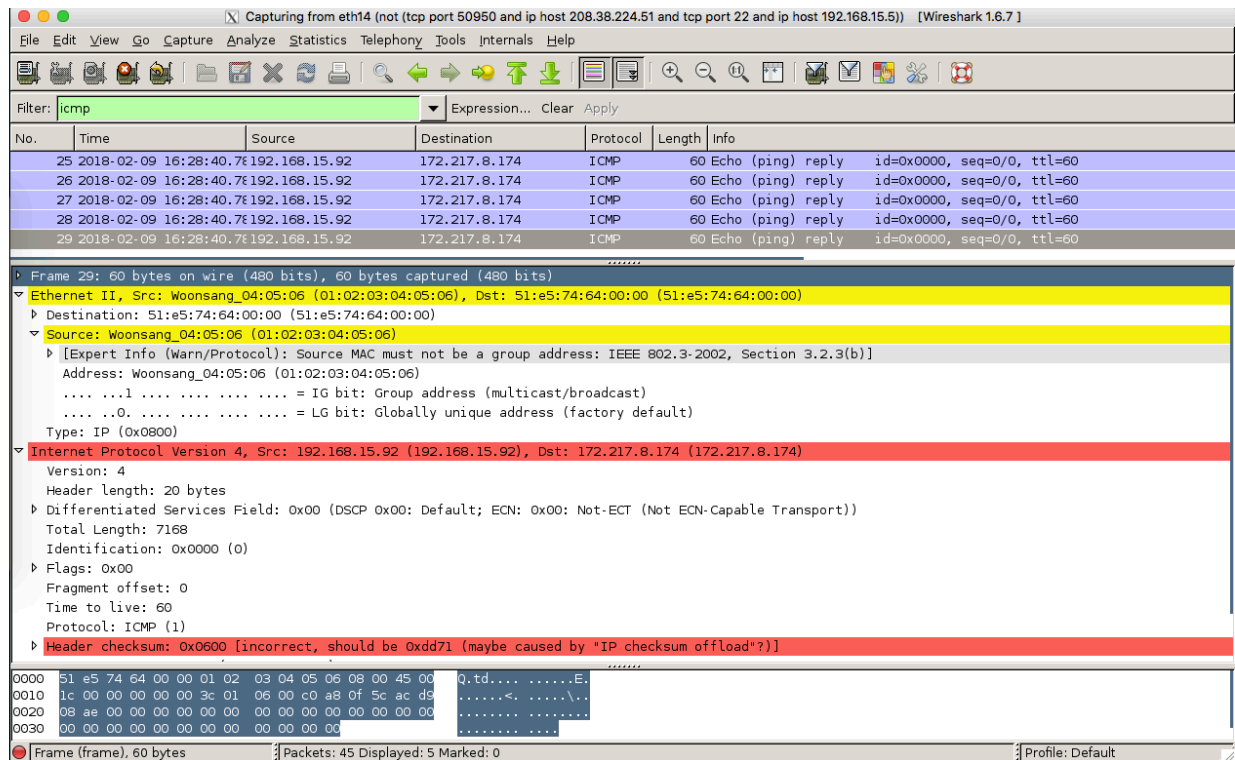 Capturing from eth14 (not (tcp port 50950 and ip host 208.38.224.51 and tcp port 22 and ip host 192.168.15.5)) [Wireshark 1.6.7 ]
File Edit View Go Capture Analyze Statistics Telephony Tools Internals Help
Filter: icmp Expression... Clear Apply
No. Time Source Destination Protocol Length Info
25 2018-02-09 16:28:40.78 192.168.15.92 172.217.8.174 ICMP 60 Echo (ping) reply id=0x0000, seq=0/0, ttl=60
26 2018-02-09 16:28:40.78 192.168.15.92 172.217.8.174 ICMP 60 Echo (ping) reply id=0x0000, seq=0/0, ttl=60
27 2018-02-09 16:28:40.78 192.168.15.92 172.217.8.174 ICMP 60 Echo (ping) reply id=0x0000, seq=0/0, ttl=60
28 2018-02-09 16:28:40.78 192.168.15.92 172.217.8.174 ICMP 60 Echo (ping) reply id=0x0000, seq=0/0, ttl=60
29 2018-02-09 16:28:40.78 192.168.15.92 172.217.8.174 ICMP 60 Echo (ping) reply id=0x0000, seq=0/0, ttl=60
Frame 29: 60 bytes on wire (480 bits), 60 bytes captured (480 bits)
Ethernet II, Src: Woonsang_04:05:06 (01:02:03:04:05:06), Dst: 51:e5:74:64:00:00 (51:e5:74:64:00:00)
Destination: 51:e5:74:64:00:00 (51:e5:74:64:00:00)
Source: Woonsang_04:05:06 (01:02:03:04:05:06)
[Expert Info (Warn/Protocol): Source MAC must not be a group address: IEEE 802.3-2002, Section 3.2.3(b)]
Address: Woonsang_04:05:06 (01:02:03:04:05:06)
.... ...1 .... .... .... .... = IG bit: Group address (multicast/broadcast)
.... ..0. .... .... .... .... = LG bit: Globally unique address (factory default)
Type: IP (0x0800)
Internet Protocol Version 4, Src: 192.168.15.92 (192.168.15.92), Dst: 172.217.8.174 (172.217.8.174)
Version: 4
Header length: 20 bytes
Differentiated Services Field: 0x00 (DSCP 0x00: Default; ECN: 0x00: Not-ECT (Not ECN-Capable Transport))
Total Length: 7168
Identification: 0x0000 (0)
Flags: 0x00
Fragment offset: 0
Time to live: 60
Protocol: ICMP (1)
Header checksum: 0x0600 [incorrect, should be 0xdd71 (maybe caused by "IP checksum offload"?)]
0000 51 e5 74 64 00 00 01 02 03 04 05 06 08 00 45 00 Q.td.... ......E.
0010 1c 00 00 00 00 00 3c 01 06 00 c0 a8 0f 5c ac d9 ......<. .....\..
0020 08 ae 00 00 00 00 00 00 00 00 00 00 00 00 00 00 ........ ........
0030 00 00 00 00 00 00 00 00 00 00 00 00 ........ ....
Frame (frame), 60 bytes Packets: 45 Displayed: 5 Marked: 0 Profile: Default